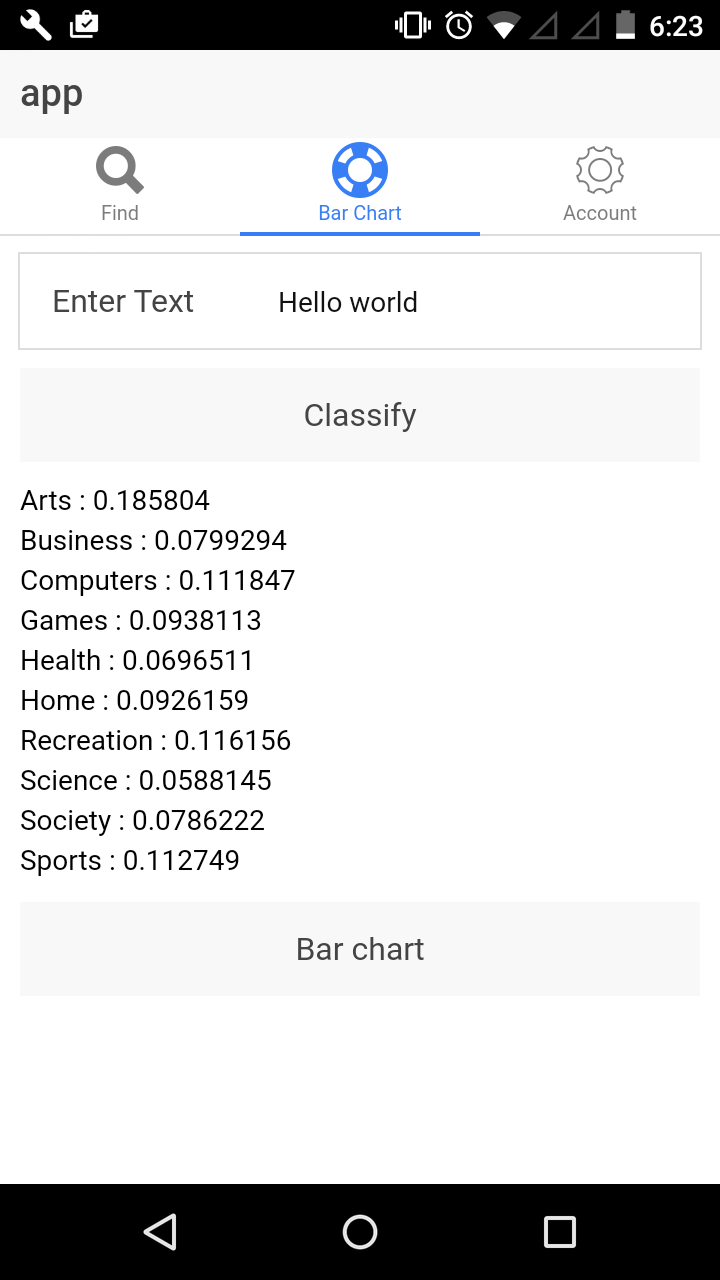 6:23
app
Find Bar Chart Account
Enter Text Hello world
Classify
Arts : 0.185804
Business : 0.0799294
Computers : 0.111847
Games : 0.0938113
Health : 0.0696511
Home : 0.0926159
Recreation : 0.116156
Science : 0.0588145
Society : 0.0786222
Sports : 0.112749
Bar chart